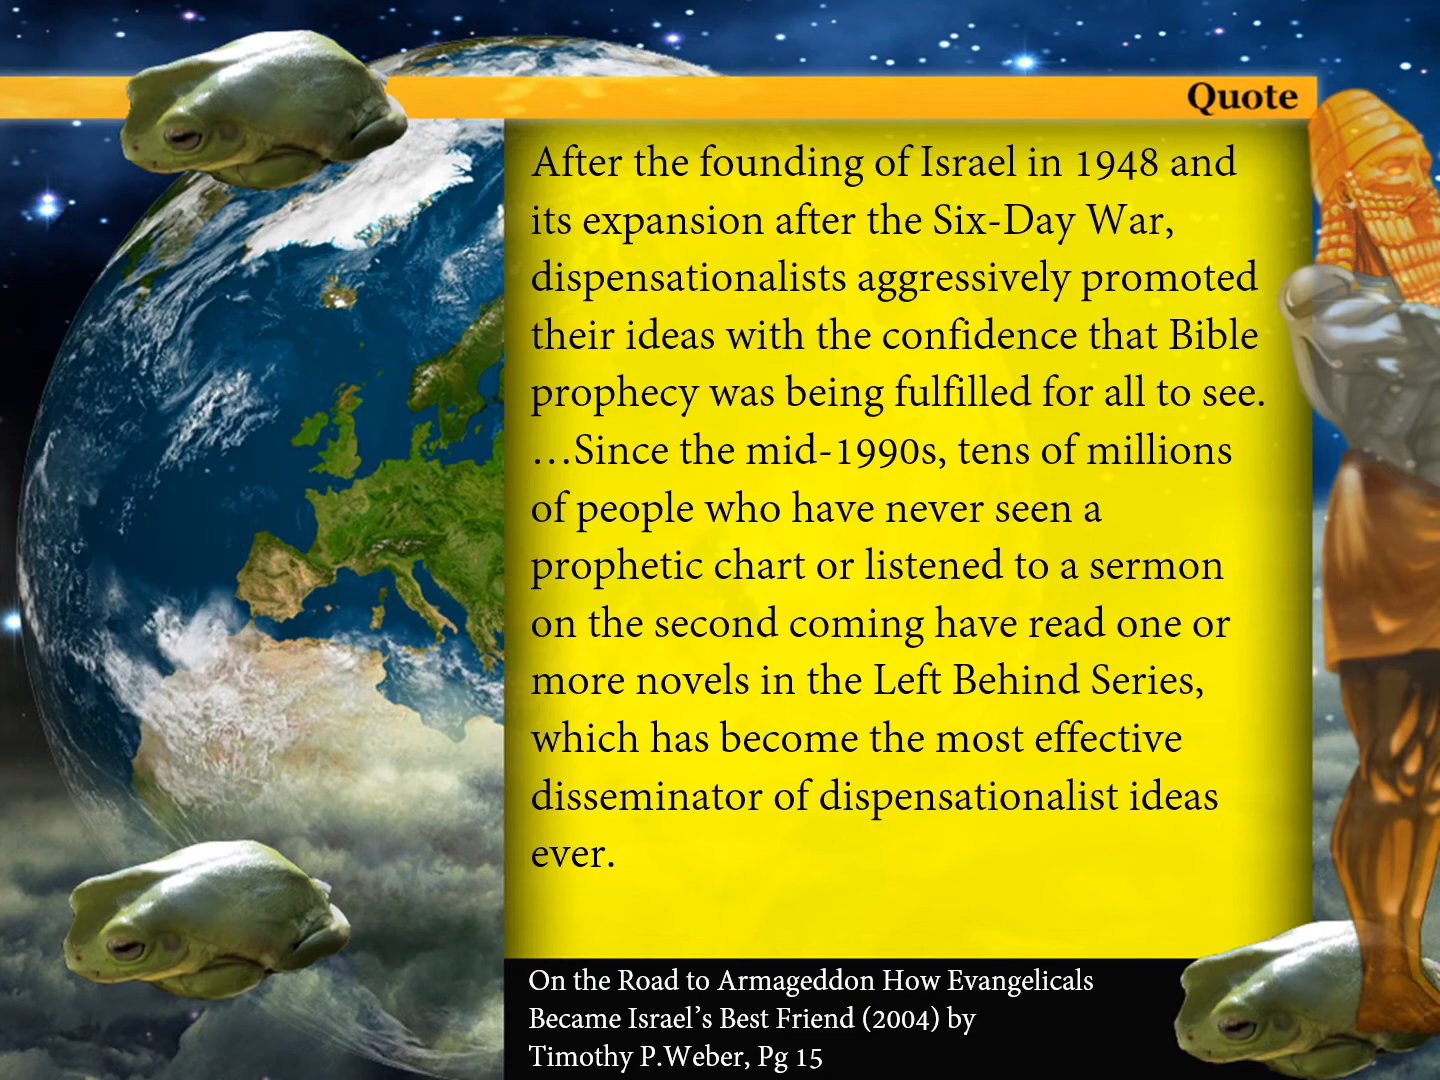 Quote
After the founding of Israel in 1948 and
its expansion after the Six-Day War,
dispensationalists aggressively promoted
their ideas with the confidence that Bible
prophecy was being fulfilled for all to see.
…Since the mid-1990s, tens of millions
of people who have never seen a
prophetic chart or listened to a sermon
on the second coming have read one or
more novels in the Left Behind Series,
which has become the most effective
disseminator of dispensationalist ideas
ever.
On the Road to Armageddon How Evangelicals
Became Israel’s Best Friend (2004) by
Timothy P.Weber, Pg 15